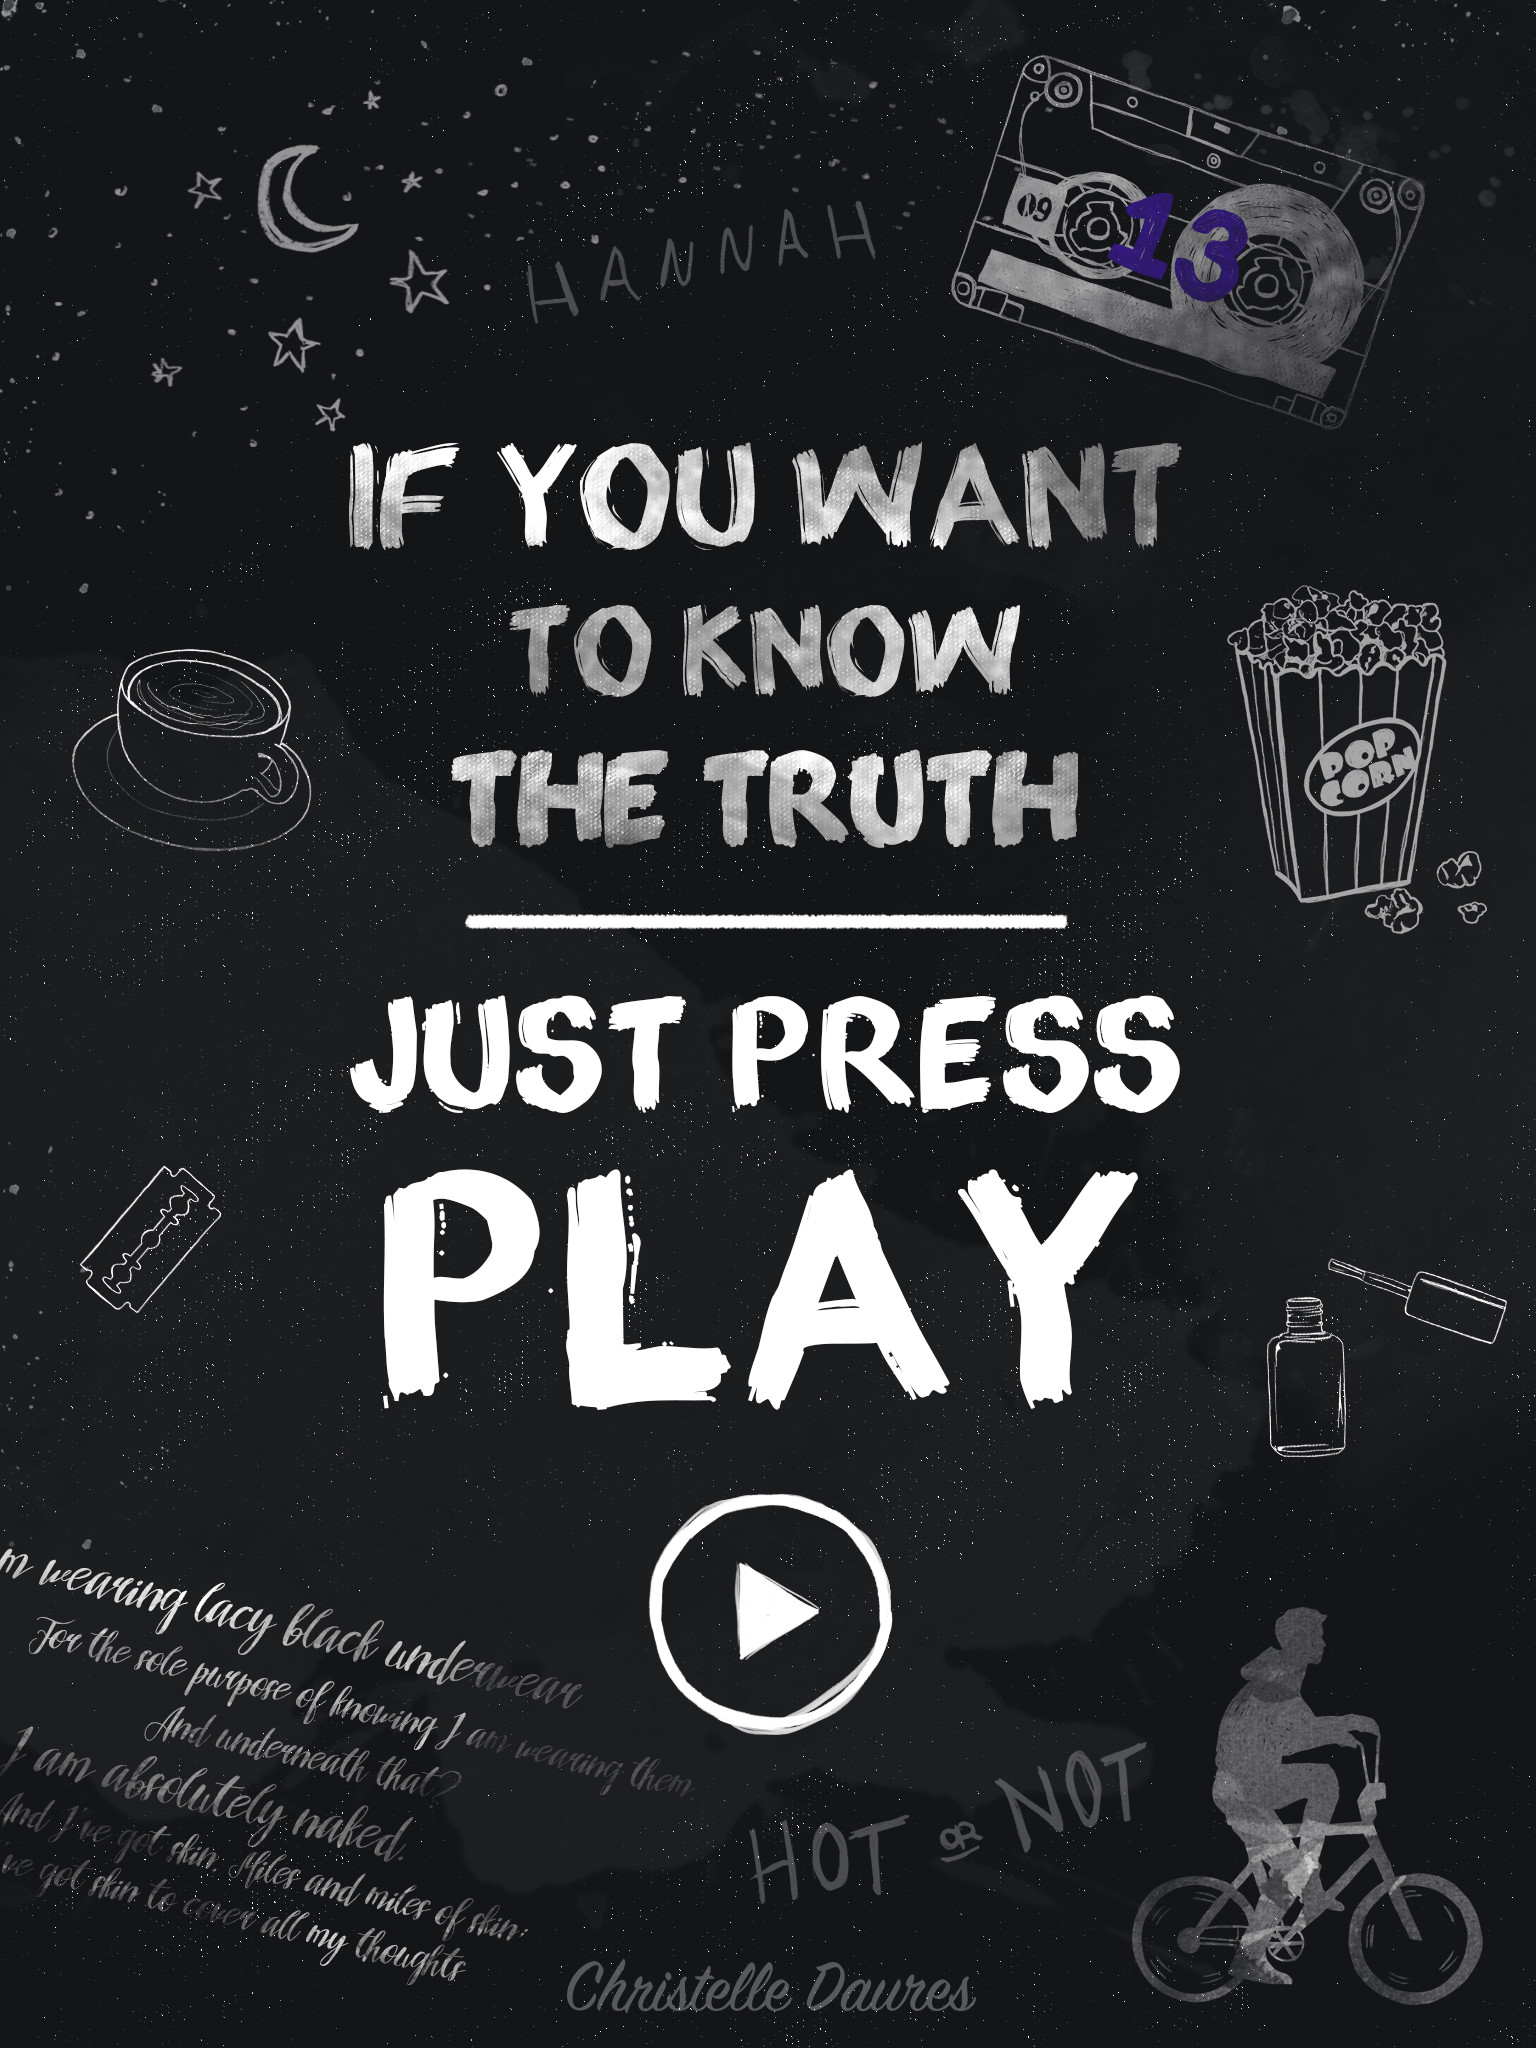 HANNAH
09
13
IF YOU WANT
TO KNOW
THE TRUTH
POP
CORN
JUST PRESS
PLAY
m wearing lacy black underwear
For the sole purpose of knowing I am wearing them.
And underneath that?
I am absolutely naked.
And I've got skin. Miles and miles of skin;
've got skin to cover all my thoughts
HOT OR NOT
Christelle Daures